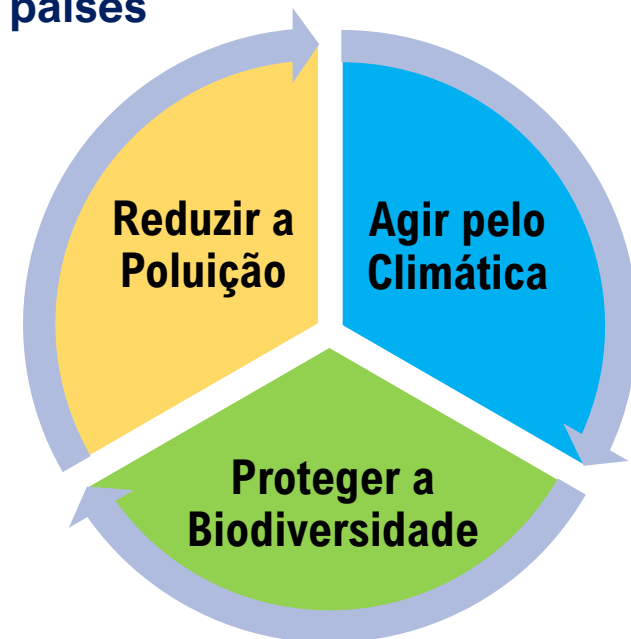 países
Reduzir a
Poluição
Agir pelo
Climática
Proteger a
Biodiversidade